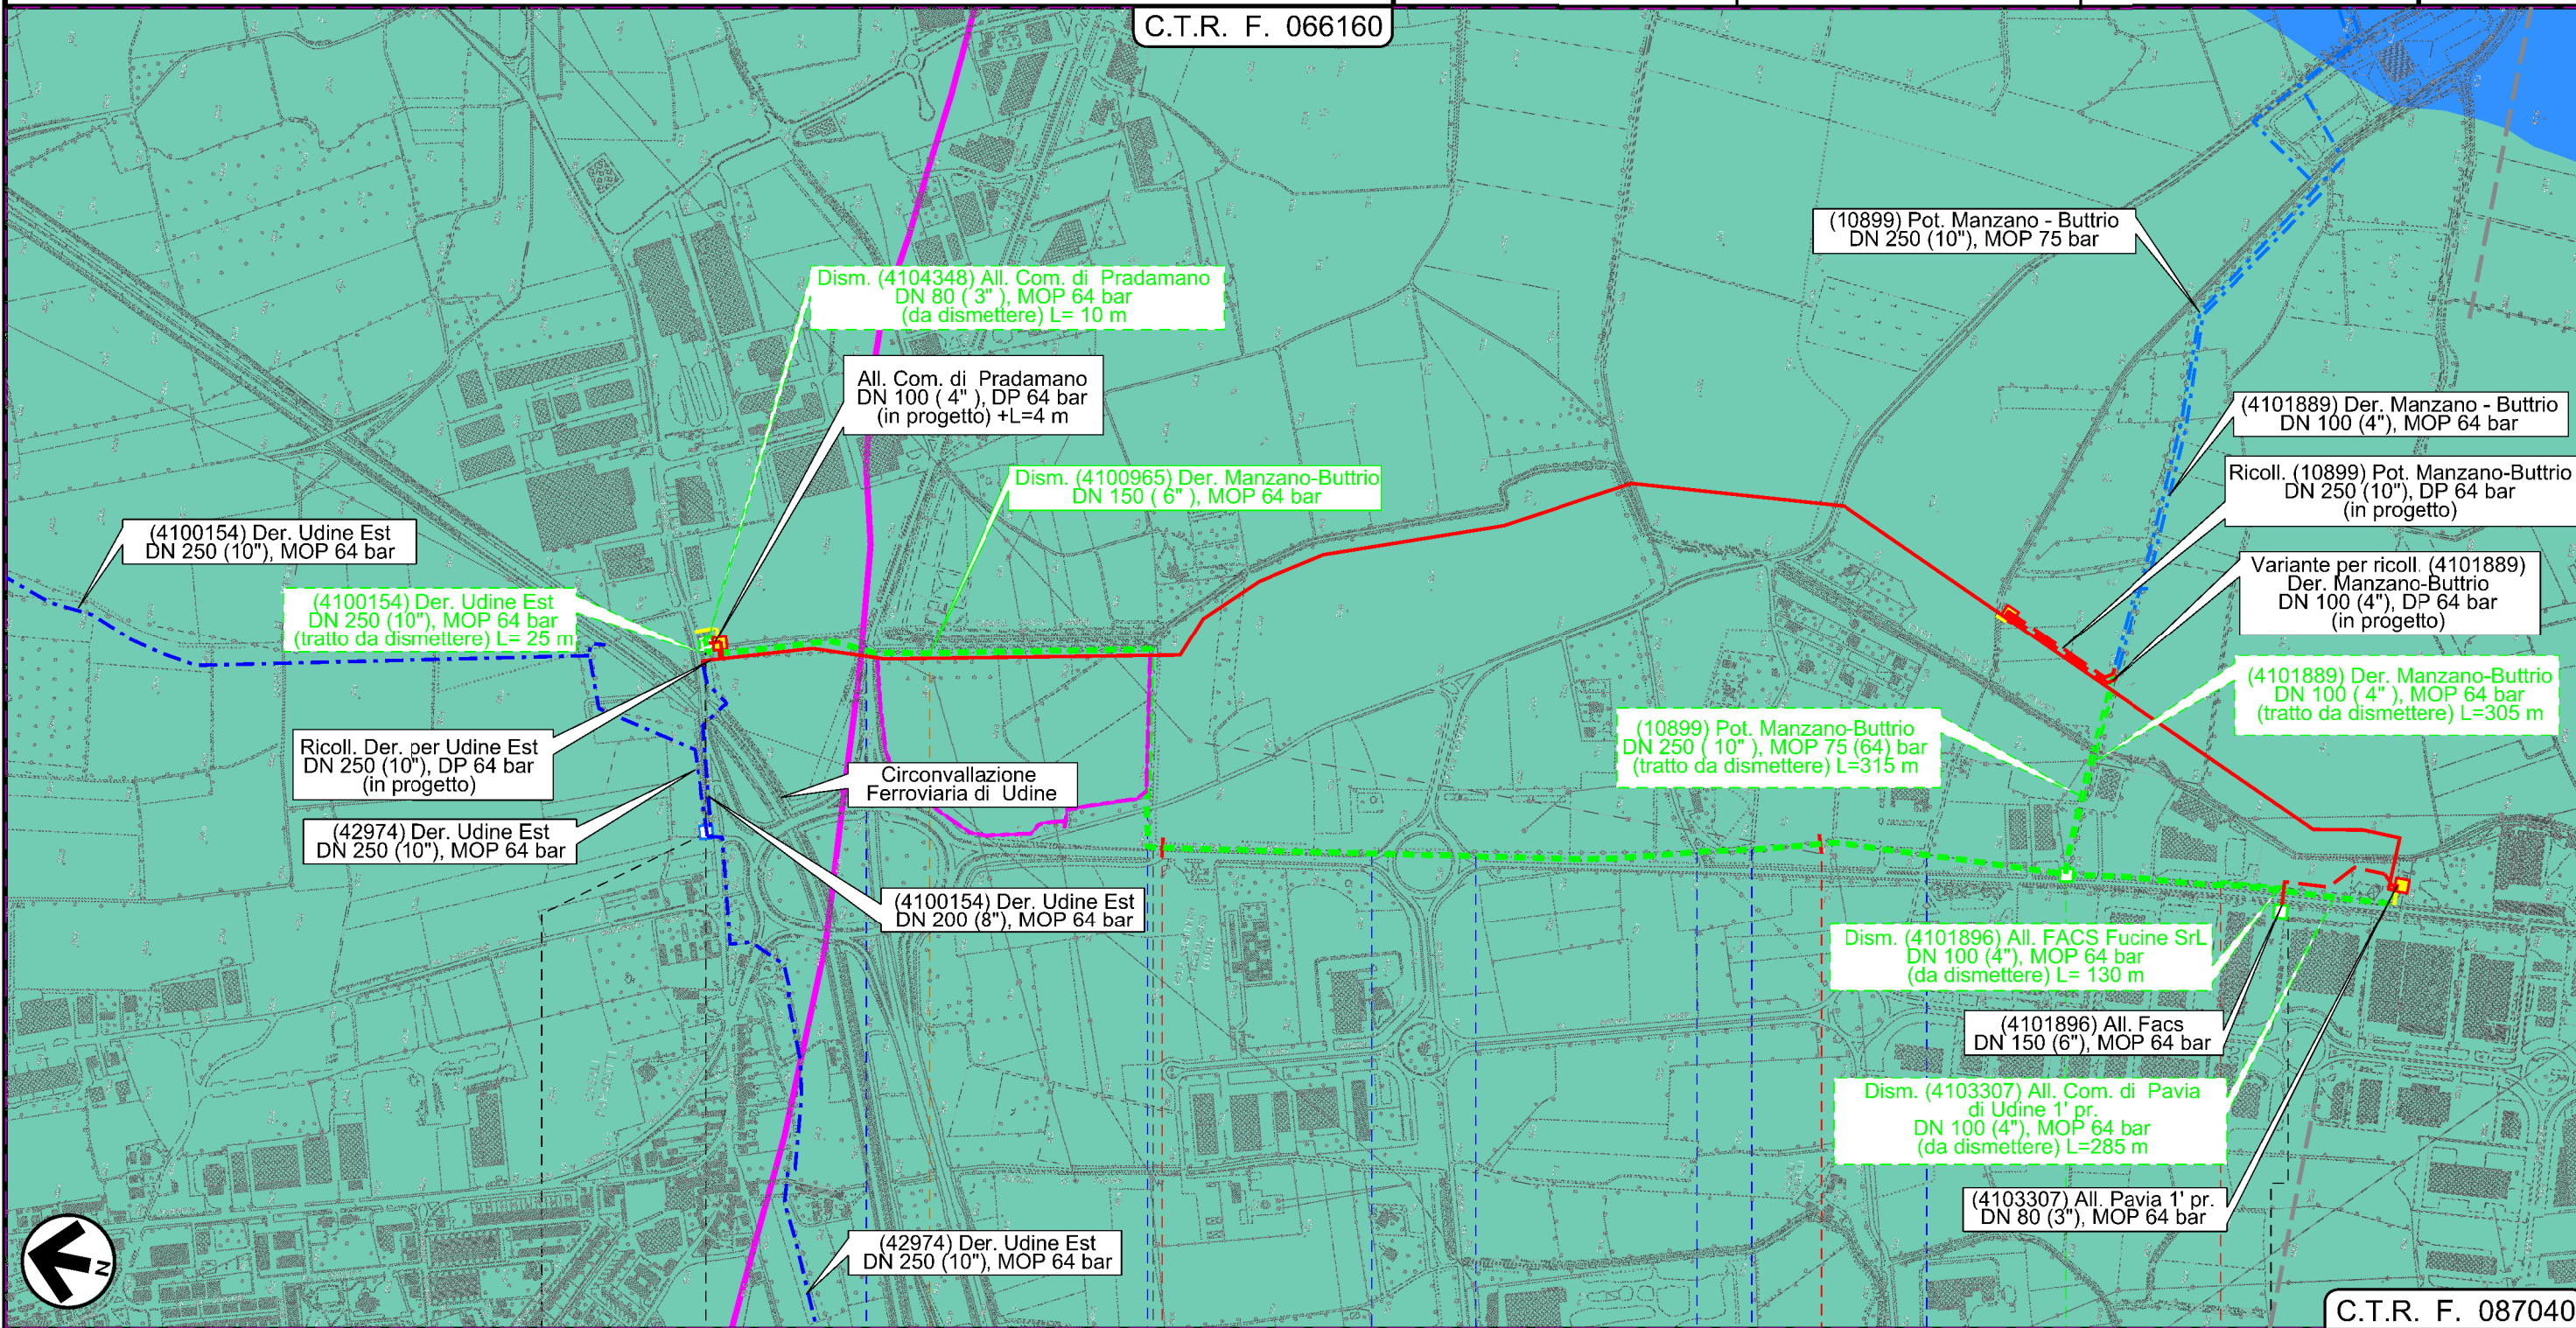 C.T.R. F. 066160
(10899) Pot. Manzano - Buttrio
DN 250 (10"), MOP 75 bar
Dism. (4104348) All. Com. di Pradamano
DN 80 ( 3" ), MOP 64 bar
(da dismettere) L= 10 m
All. Com. di Pradamano
DN 100 ( 4" ), DP 64 bar
(in progetto) +L=4 m
(4101889) Der. Manzano - Buttrio
DN 100 (4"), MOP 64 bar
Dism. (4100965) Der. Manzano-Buttrio
DN 150 ( 6" ), MOP 64 bar
Ricoll. (10899) Pot. Manzano-Buttrio
DN 250 (10"), DP 64 bar
(in progetto)
(4100154) Der. Udine Est
DN 250 (10"), MOP 64 bar
Variante per ricoll. (4101889)
Der. Manzano-Buttrio
DN 100 (4"), DP 64 bar
(in progetto)
(4100154) Der. Udine Est
DN 250 (10"), MOP 64 bar
(tratto da dismettere) L= 25 m
(4101889) Der. Manzano-Buttrio
DN 100 ( 4" ), MOP 64 bar
(tratto da dismettere) L=305 m
(10899) Pot. Manzano-Buttrio
DN 250 ( 10" ), MOP 75 (64) bar
(tratto da dismettere) L=315 m
Ricoll. Der. per Udine Est
DN 250 (10"), DP 64 bar
(in progetto)
Circonvallazione
Ferroviaria di Udine
(42974) Der. Udine Est
DN 250 (10"), MOP 64 bar
(4100154) Der. Udine Est
DN 200 (8"), MOP 64 bar
Dism. (4101896) All. FACS Fucine SrL
DN 100 (4"), MOP 64 bar
(da dismettere) L= 130 m
(4101896) All. Facs
DN 150 (6"), MOP 64 bar
Dism. (4103307) All. Com. di Pavia
di Udine 1' pr.
DN 100 (4"), MOP 64 bar
(da dismettere) L=285 m
(4103307) All. Pavia 1' pr.
DN 80 (3"), MOP 64 bar
(42974) Der. Udine Est
DN 250 (10"), MOP 64 bar
N
C.T.R. F. 087040